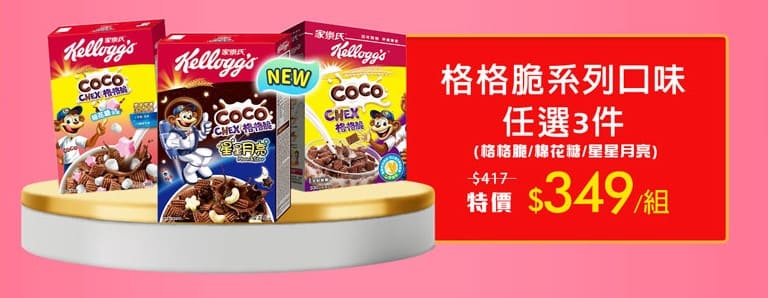 家樂氏
Kellogg's
COCO
CHEX 格格脆
棉花糖
家樂氏
Kellogg's
NEW
COCO
CHEX 格格脆
星星月亮
家樂氏
Kellogg's
COCO
CHEX
格格脆
格格脆系列口味
任選3件
(格格脆/棉花糖/星星月亮)
$417
特價 $349/組